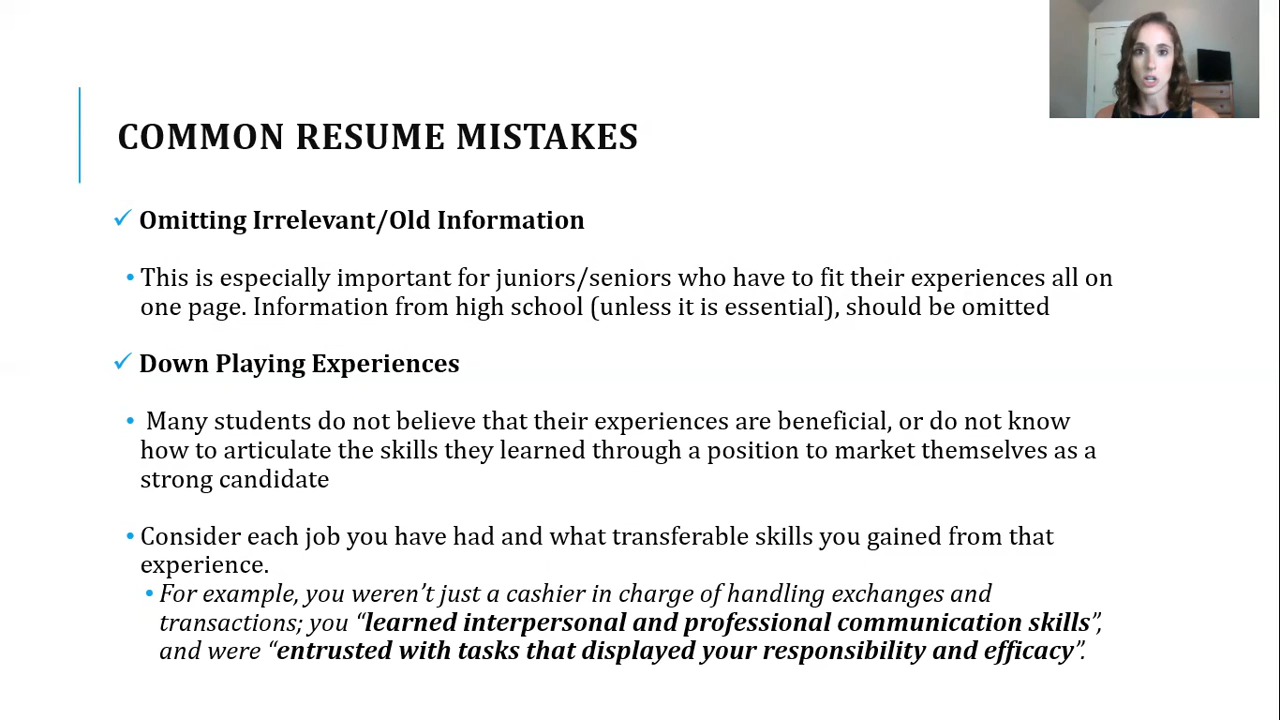 COMMON RESUME MISTAKES
✓ Omitting Irrelevant/Old Information
• This is especially important for juniors/seniors who have to fit their experiences all on
one page. Information from high school (unless it is essential), should be omitted
✓ Down Playing Experiences
• Many students do not believe that their experiences are beneficial, or do not know
how to articulate the skills they learned through a position to market themselves as a
strong candidate
• Consider each job you have had and what transferable skills you gained from that
experience.
• For example, you weren’t just a cashier in charge of handling exchanges and
transactions; you “learned interpersonal and professional communication skills”,
and were “entrusted with tasks that displayed your responsibility and efficacy”.